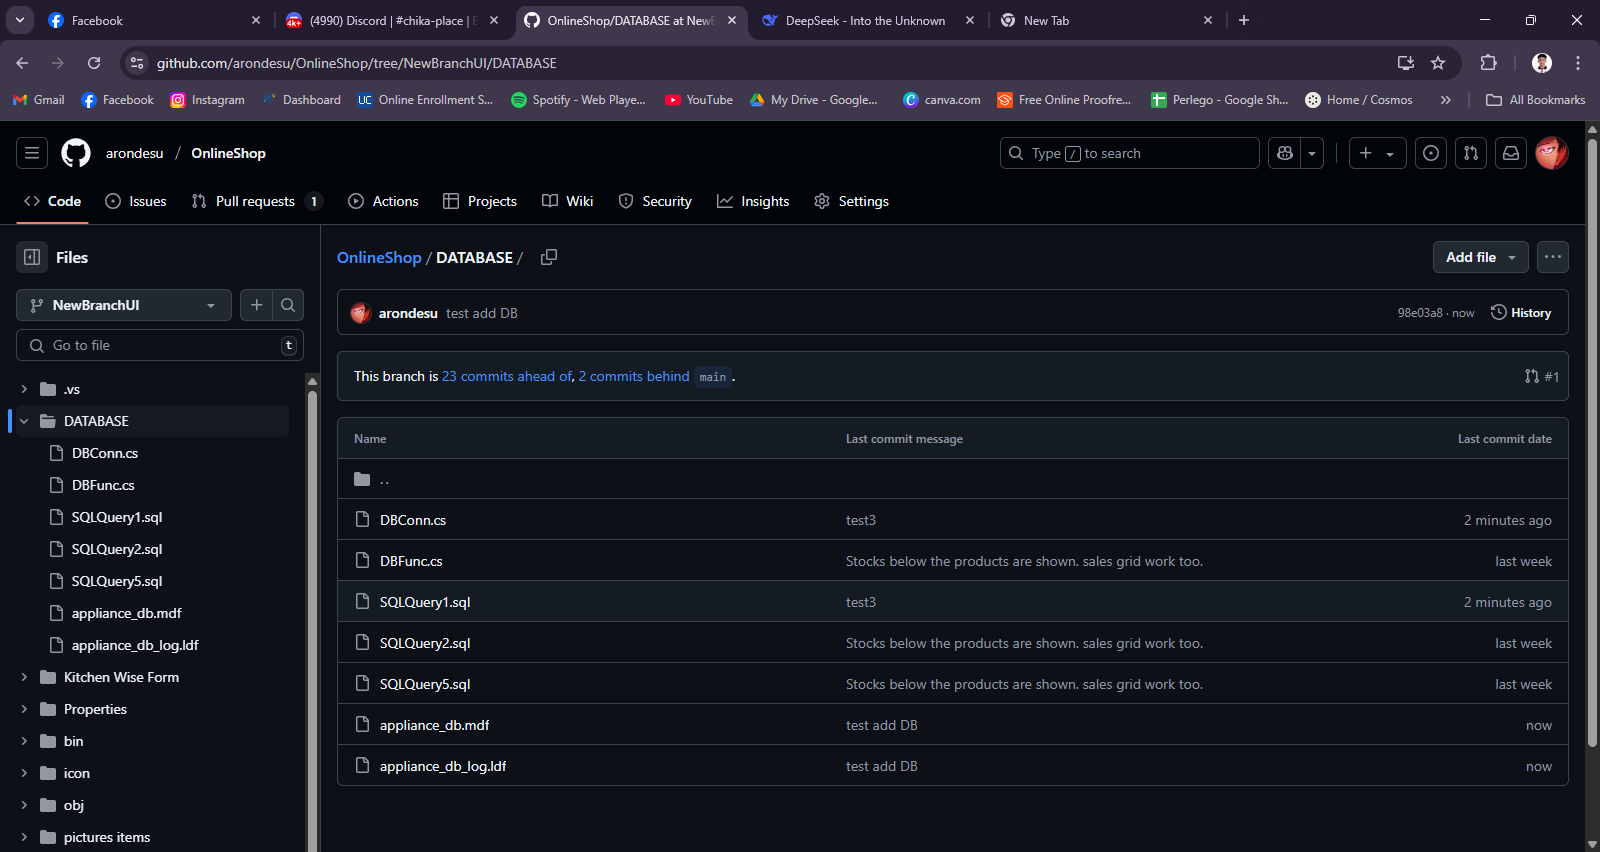 Facebook
(4990) Discord | #chika-place | E
OnlineShop/DATABASE at NewB
DeepSeek - Into the Unknown
New Tab
github.com/arondesu/OnlineShop/tree/NewBranchUI/DATABASE
Gmail
Facebook
Instagram
Dashboard
UC Online Enrollment S...
Spotify - Web Playe...
YouTube
My Drive - Google...
canva.com
Free Online Proofre...
Perlego - Google Sh...
Home / Cosmos
All Bookmarks
arondesu / OnlineShop
Type / to search
Code
Issues
Pull requests 1
Actions
Projects
Wiki
Security
Insights
Settings
Files
NewBranchUI
Go to file t
.vs
DATABASE
DBConn.cs
DBFunc.cs
SQLQuery1.sql
SQLQuery2.sql
SQLQuery5.sql
appliance_db.mdf
appliance_db_log.ldf
Kitchen Wise Form
Properties
bin
icon
obj
pictures items
OnlineShop / DATABASE /
Add file
arondesu test add DB
98e03a8 · now
History
This branch is 23 commits ahead of, 2 commits behind main.
#1
Name Last commit message Last commit date
..
DBConn.cs test3 2 minutes ago
DBFunc.cs Stocks below the products are shown. sales grid work too. last week
SQLQuery1.sql test3 2 minutes ago
SQLQuery2.sql Stocks below the products are shown. sales grid work too. last week
SQLQuery5.sql Stocks below the products are shown. sales grid work too. last week
appliance_db.mdf test add DB now
appliance_db_log.ldf test add DB now